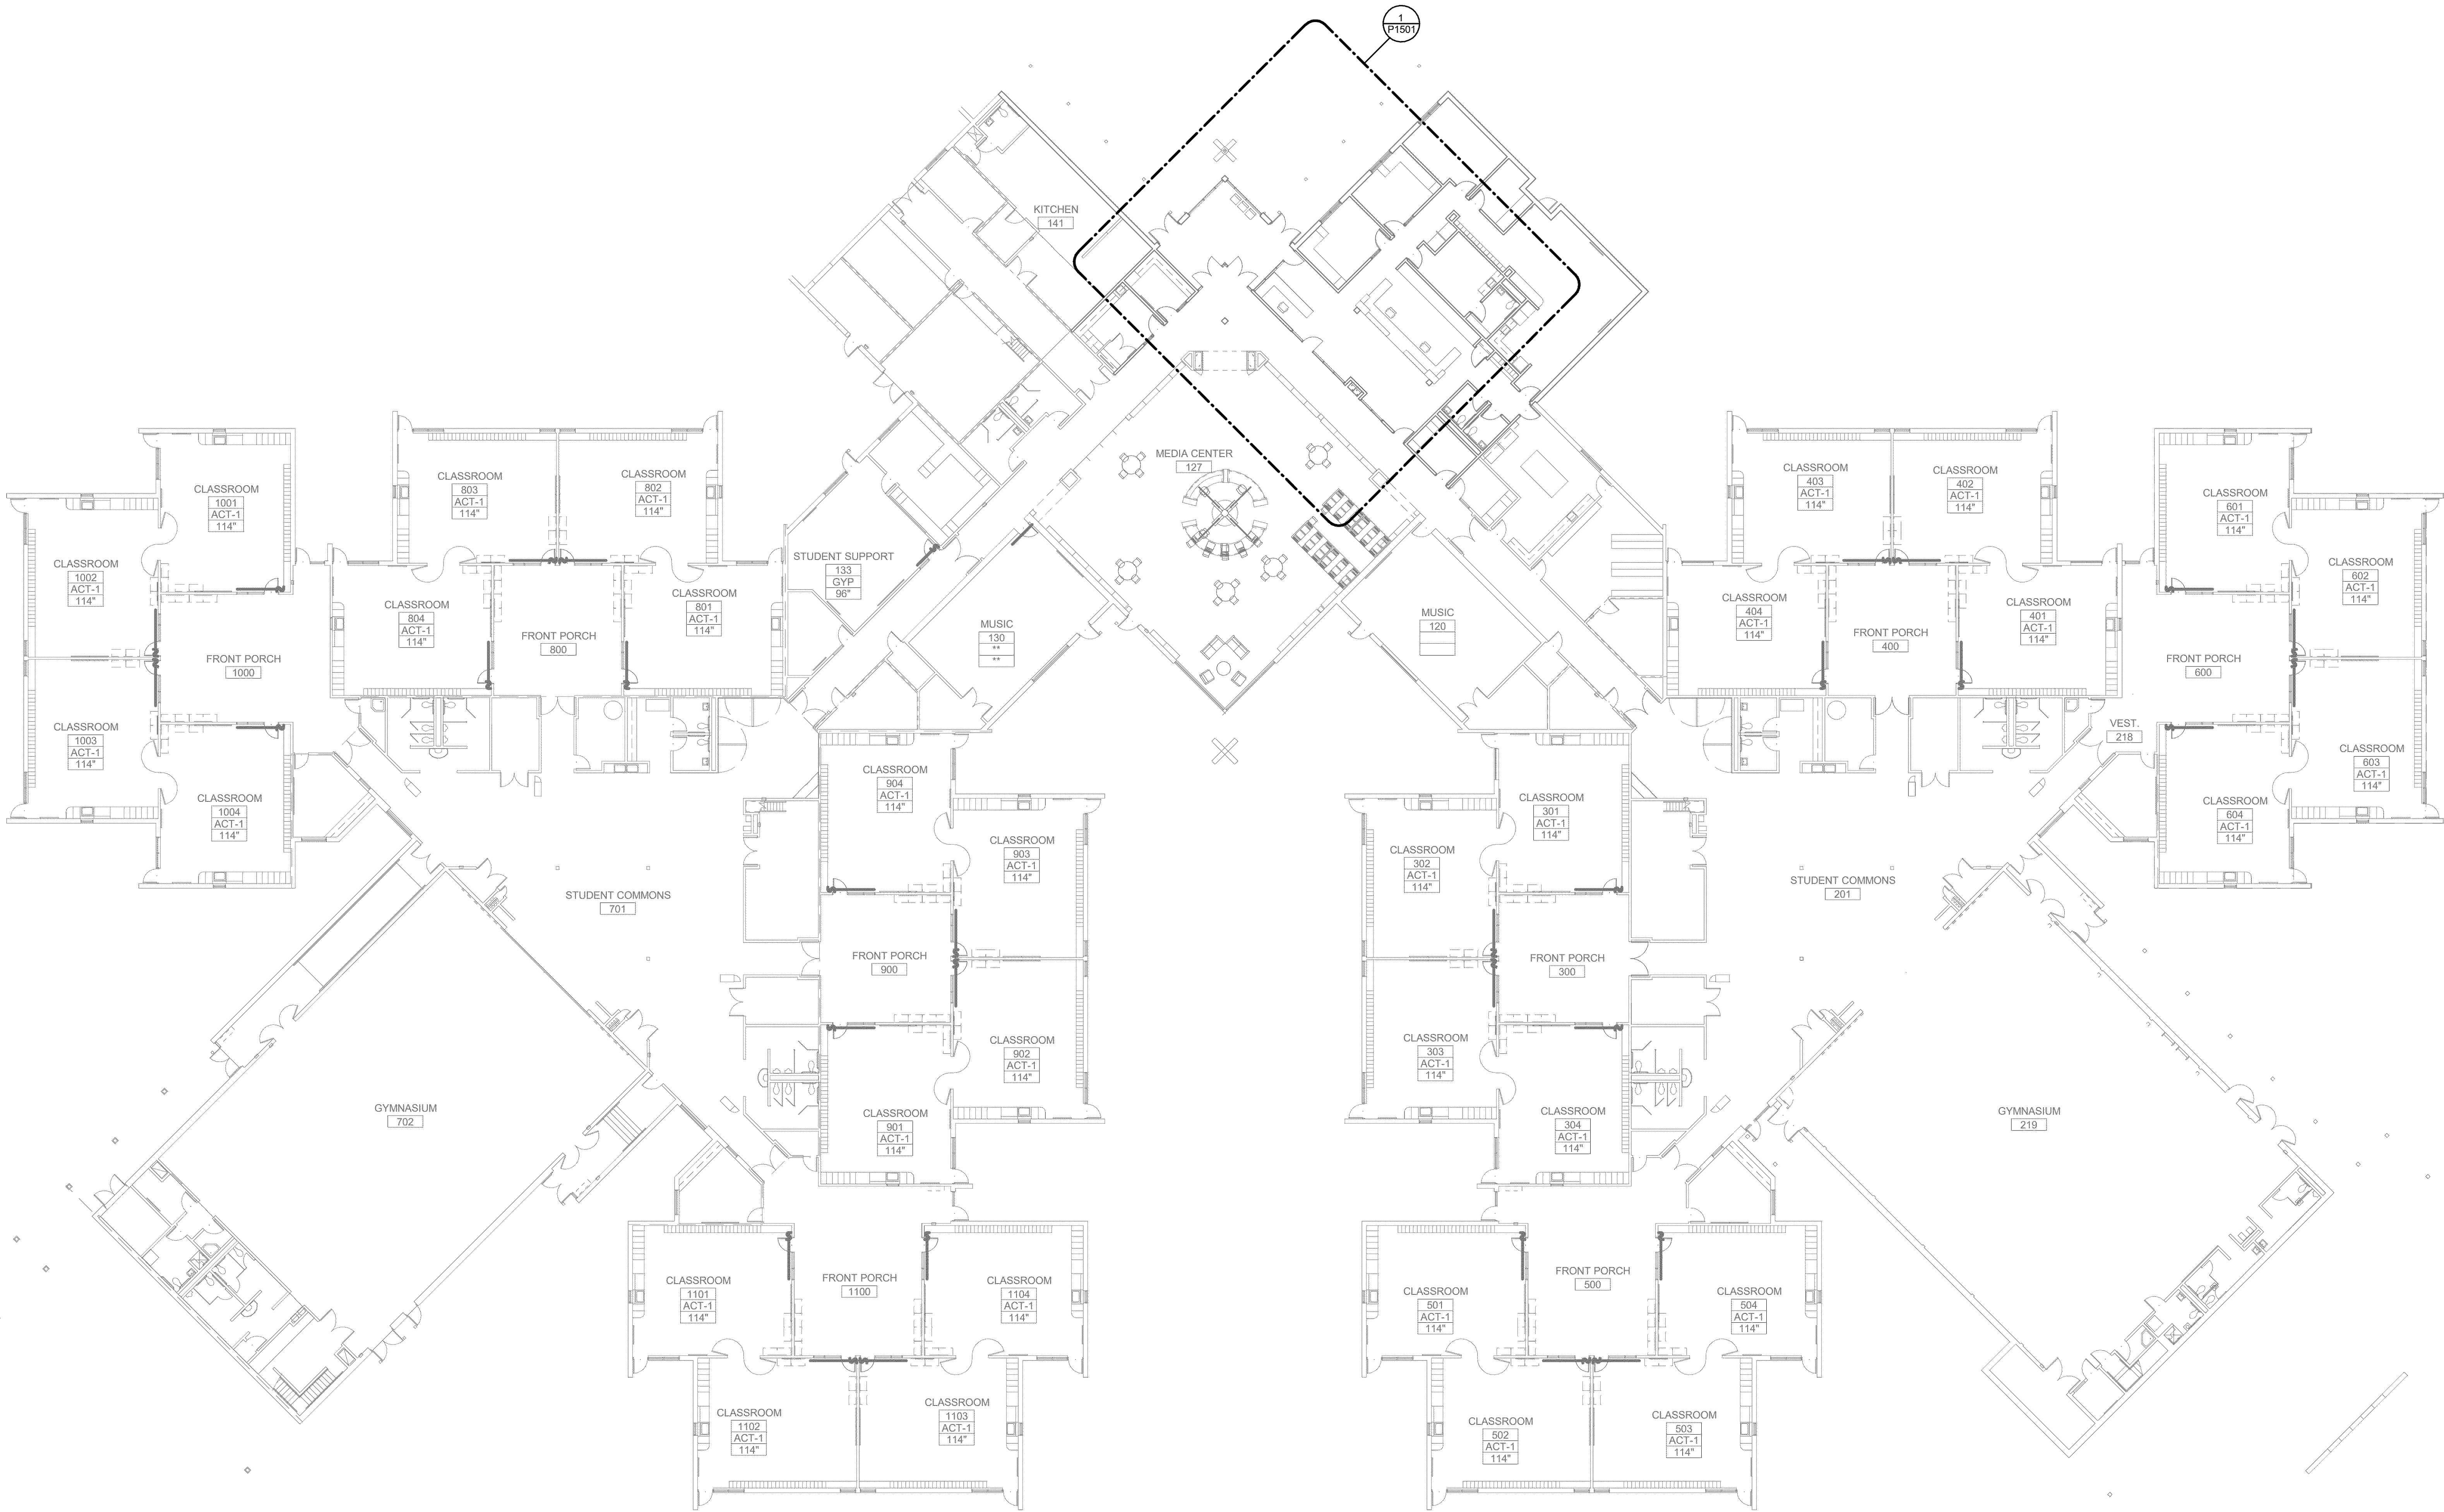 1
P1501
KITCHEN
141
MEDIA CENTER
127
CLASSROOM
1001
ACT-1
114"
CLASSROOM
1002
ACT-1
114"
CLASSROOM
1003
ACT-1
114"
CLASSROOM
1004
ACT-1
114"
FRONT PORCH
1000
CLASSROOM
803
ACT-1
114"
CLASSROOM
802
ACT-1
114"
CLASSROOM
804
ACT-1
114"
CLASSROOM
801
ACT-1
114"
FRONT PORCH
800
STUDENT SUPPORT
133
GYP
96"
MUSIC
130
**
**
MUSIC
120
CLASSROOM
403
ACT-1
114"
CLASSROOM
402
ACT-1
114"
CLASSROOM
404
ACT-1
114"
CLASSROOM
401
ACT-1
114"
FRONT PORCH
400
CLASSROOM
601
ACT-1
114"
CLASSROOM
602
ACT-1
114"
FRONT PORCH
600
VEST.
218
CLASSROOM
603
ACT-1
114"
CLASSROOM
604
ACT-1
114"
CLASSROOM
904
ACT-1
114"
CLASSROOM
903
ACT-1
114"
STUDENT COMMONS
701
FRONT PORCH
900
CLASSROOM
902
ACT-1
114"
CLASSROOM
901
ACT-1
114"
CLASSROOM
301
ACT-1
114"
CLASSROOM
302
ACT-1
114"
FRONT PORCH
300
CLASSROOM
303
ACT-1
114"
CLASSROOM
304
ACT-1
114"
STUDENT COMMONS
201
GYMNASIUM
702
GYMNASIUM
219
CLASSROOM
1101
ACT-1
114"
FRONT PORCH
1100
CLASSROOM
1104
ACT-1
114"
CLASSROOM
1102
ACT-1
114"
CLASSROOM
1103
ACT-1
114"
CLASSROOM
501
ACT-1
114"
FRONT PORCH
500
CLASSROOM
504
ACT-1
114"
CLASSROOM
502
ACT-1
114"
CLASSROOM
503
ACT-1
114"